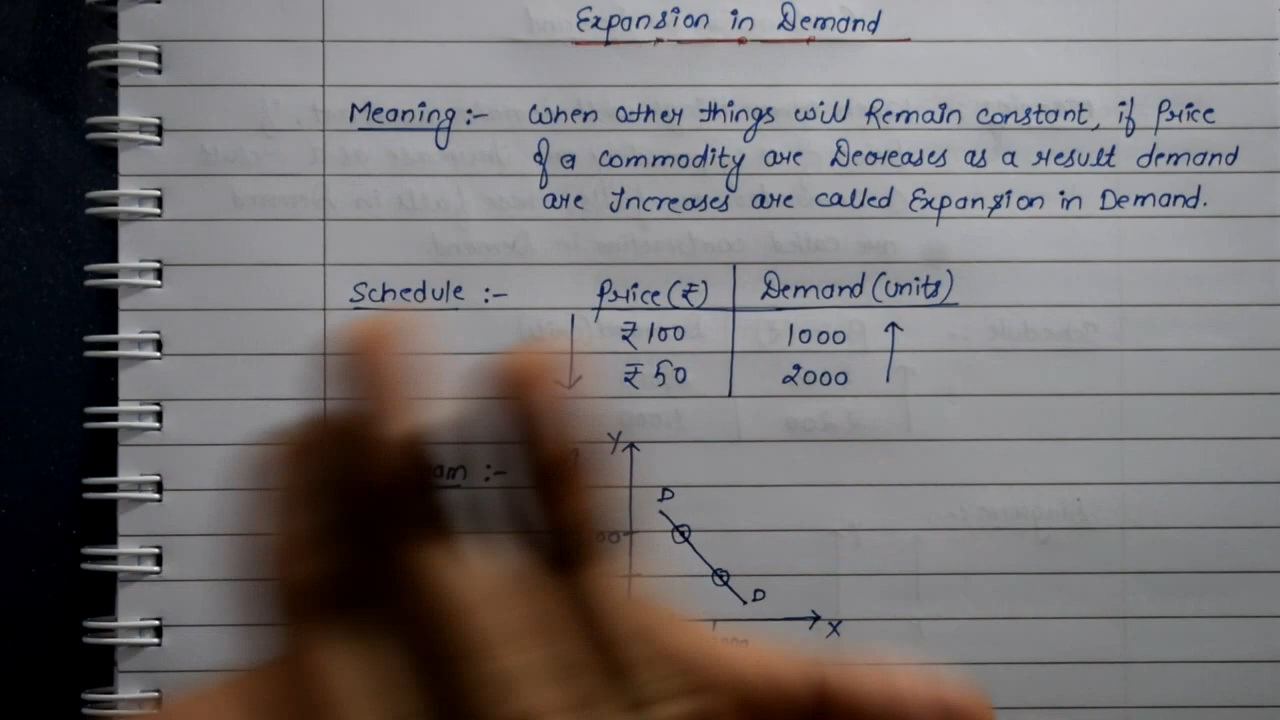 Expansion in Demand
Meaning :- When other things will Remain constant, if Price
of a commodity are Decreases as a result demand
are Increases are called Expansion in Demand.
Schedule :- Price (₹) Demand (Units)
₹100 1000
₹50 2000
Y
:-
D
D
X